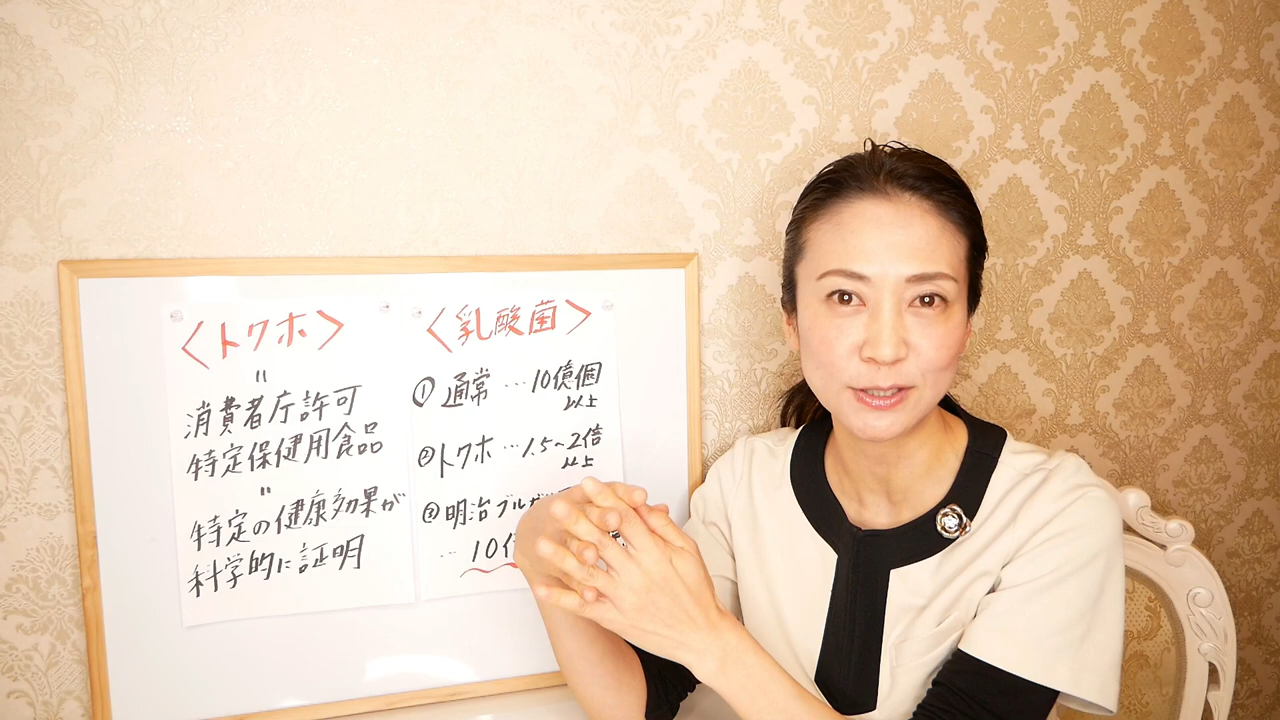 〈トクホ〉
〃
消費者庁許可
特定保健用食品
〃
特定の健康効果が
科学的に証明
〈乳酸菌〉
① 通常 … 10億個
以上
② トクホ … 1.5～2倍
以上
③ 明治ブルガ
… 10